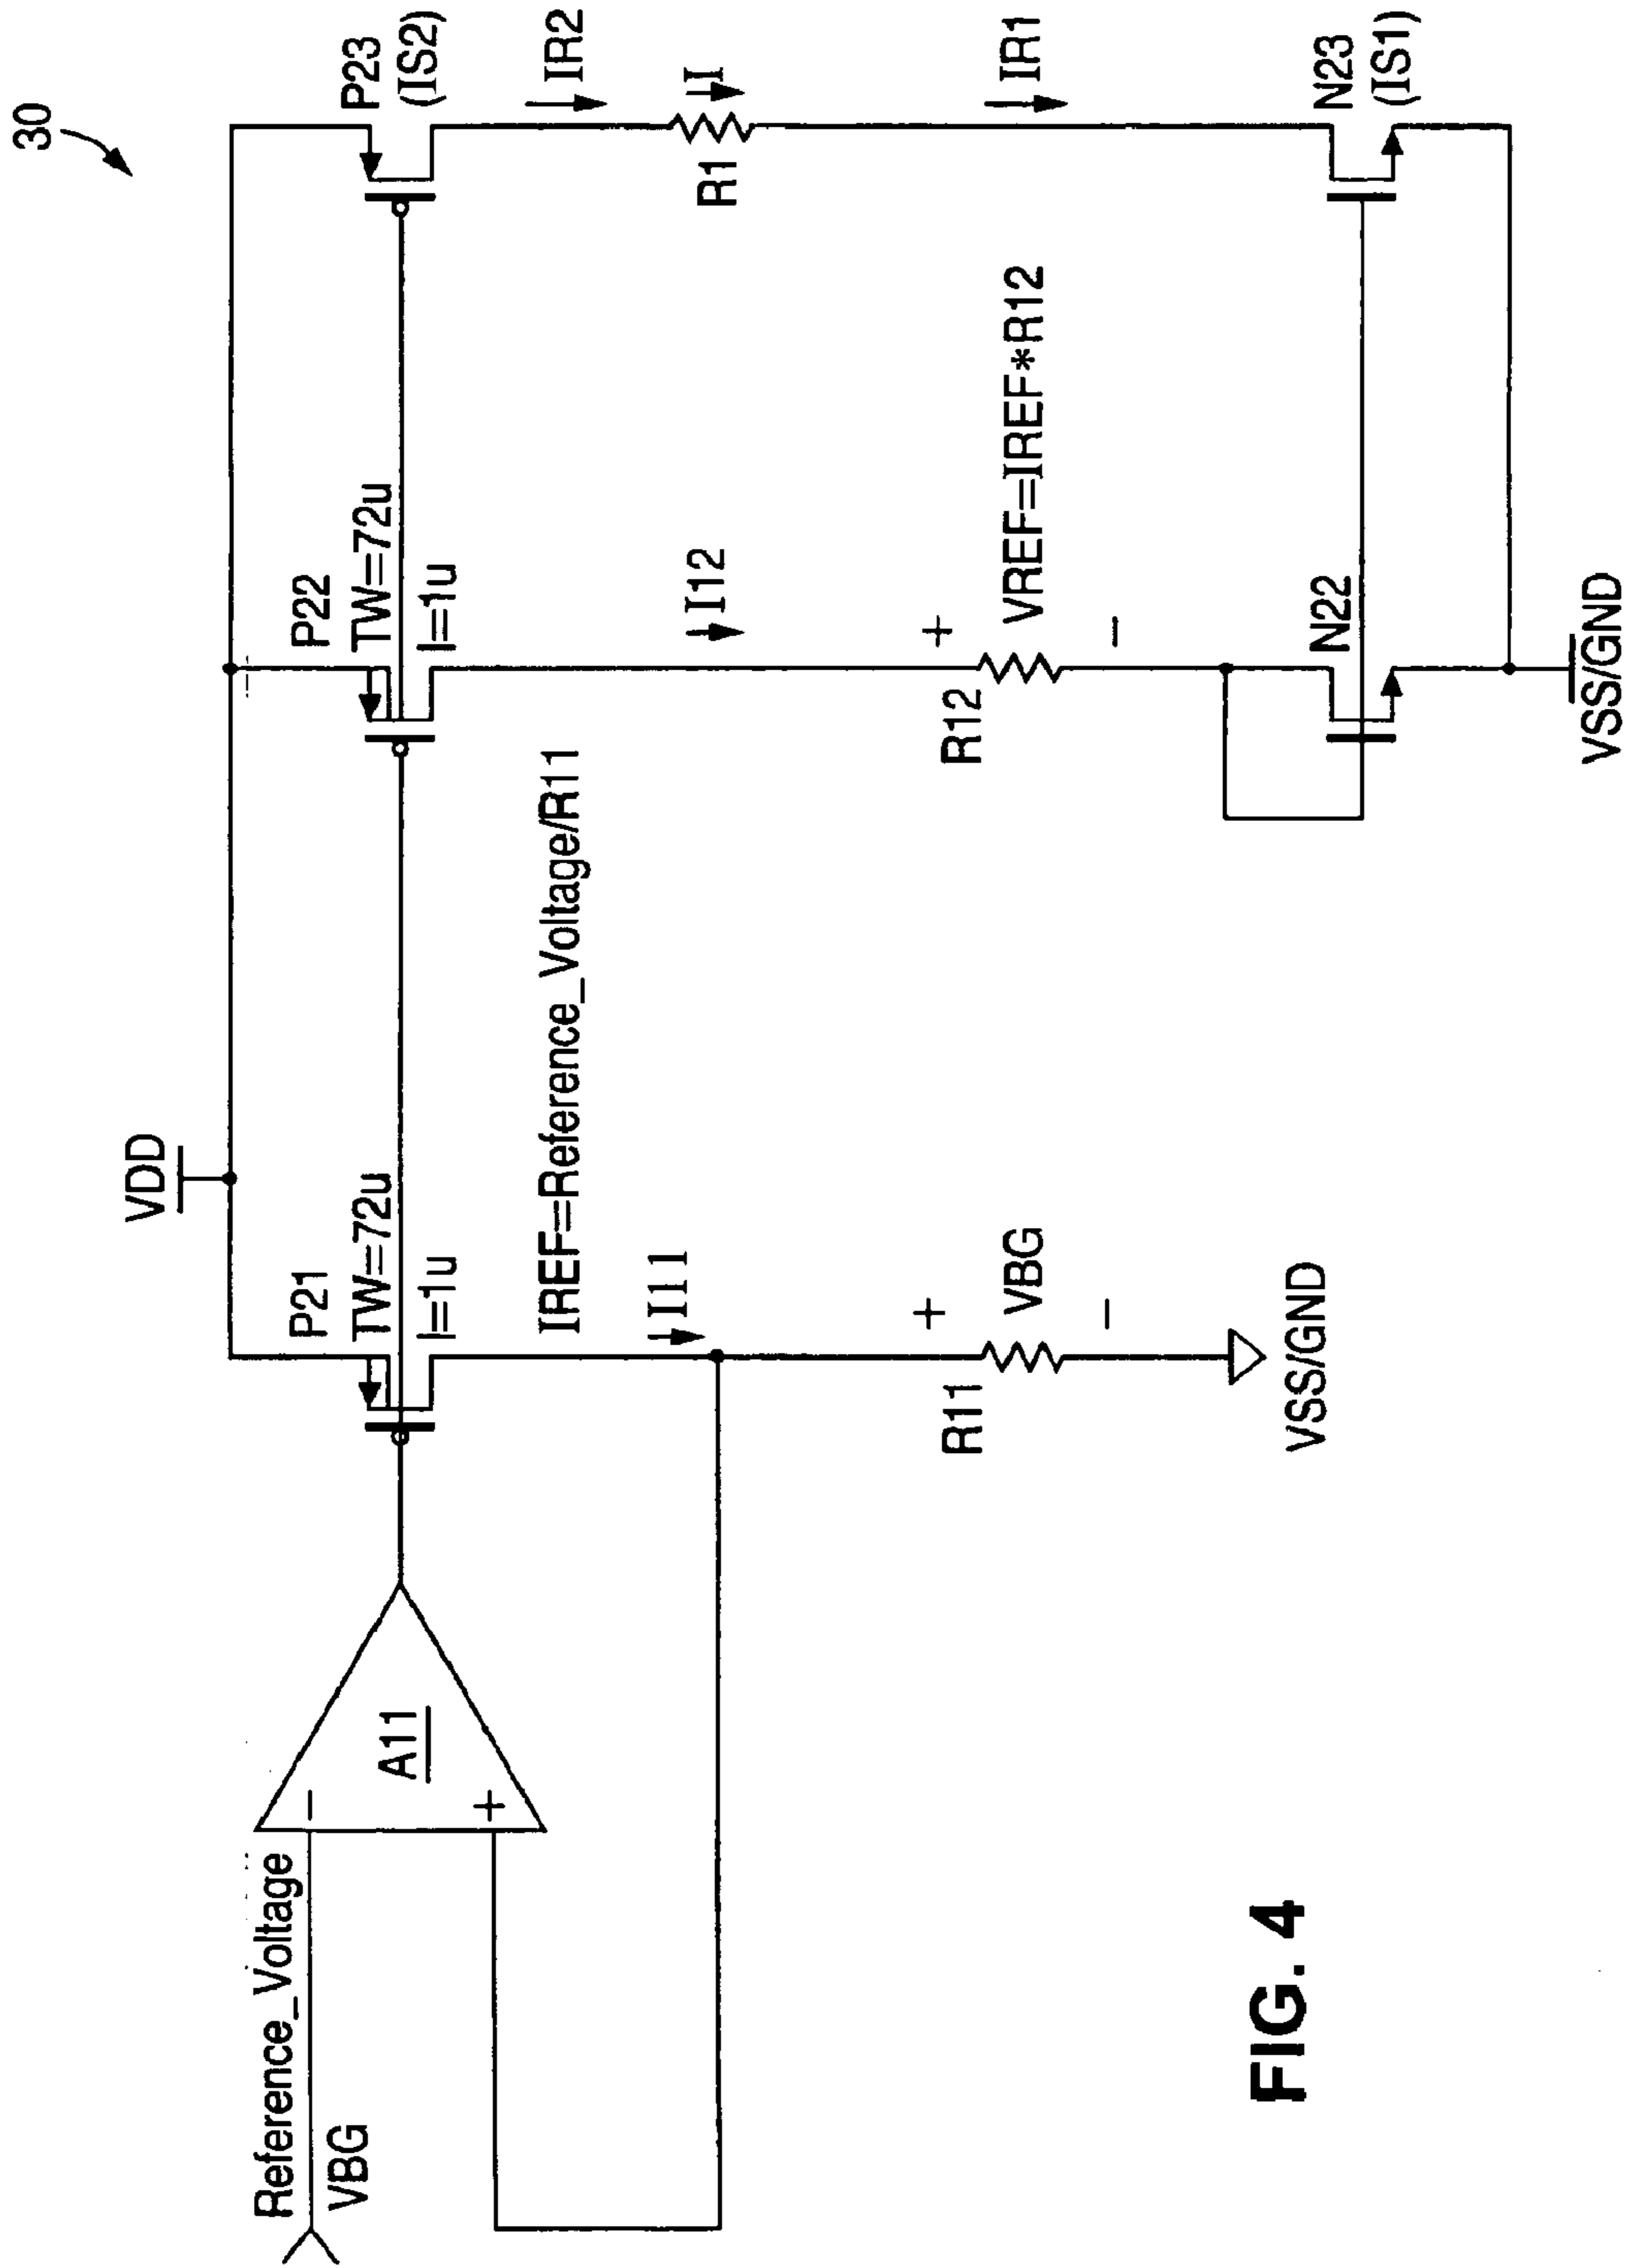 30
VDD
P21
TW=72u
l=1u
P22
TW=72u
l=1u
P23
(IS2)
Reference_Voltage
VBG
−
A11
+
IREF=Reference_Voltage/R11
I11
I12
IR2
R1
I
IR1
R11
+
VBG
−
VSS/GND
R12
+
VREF=IREF*R12
−
N22
N23
(IS1)
VSS/GND
FIG. 4